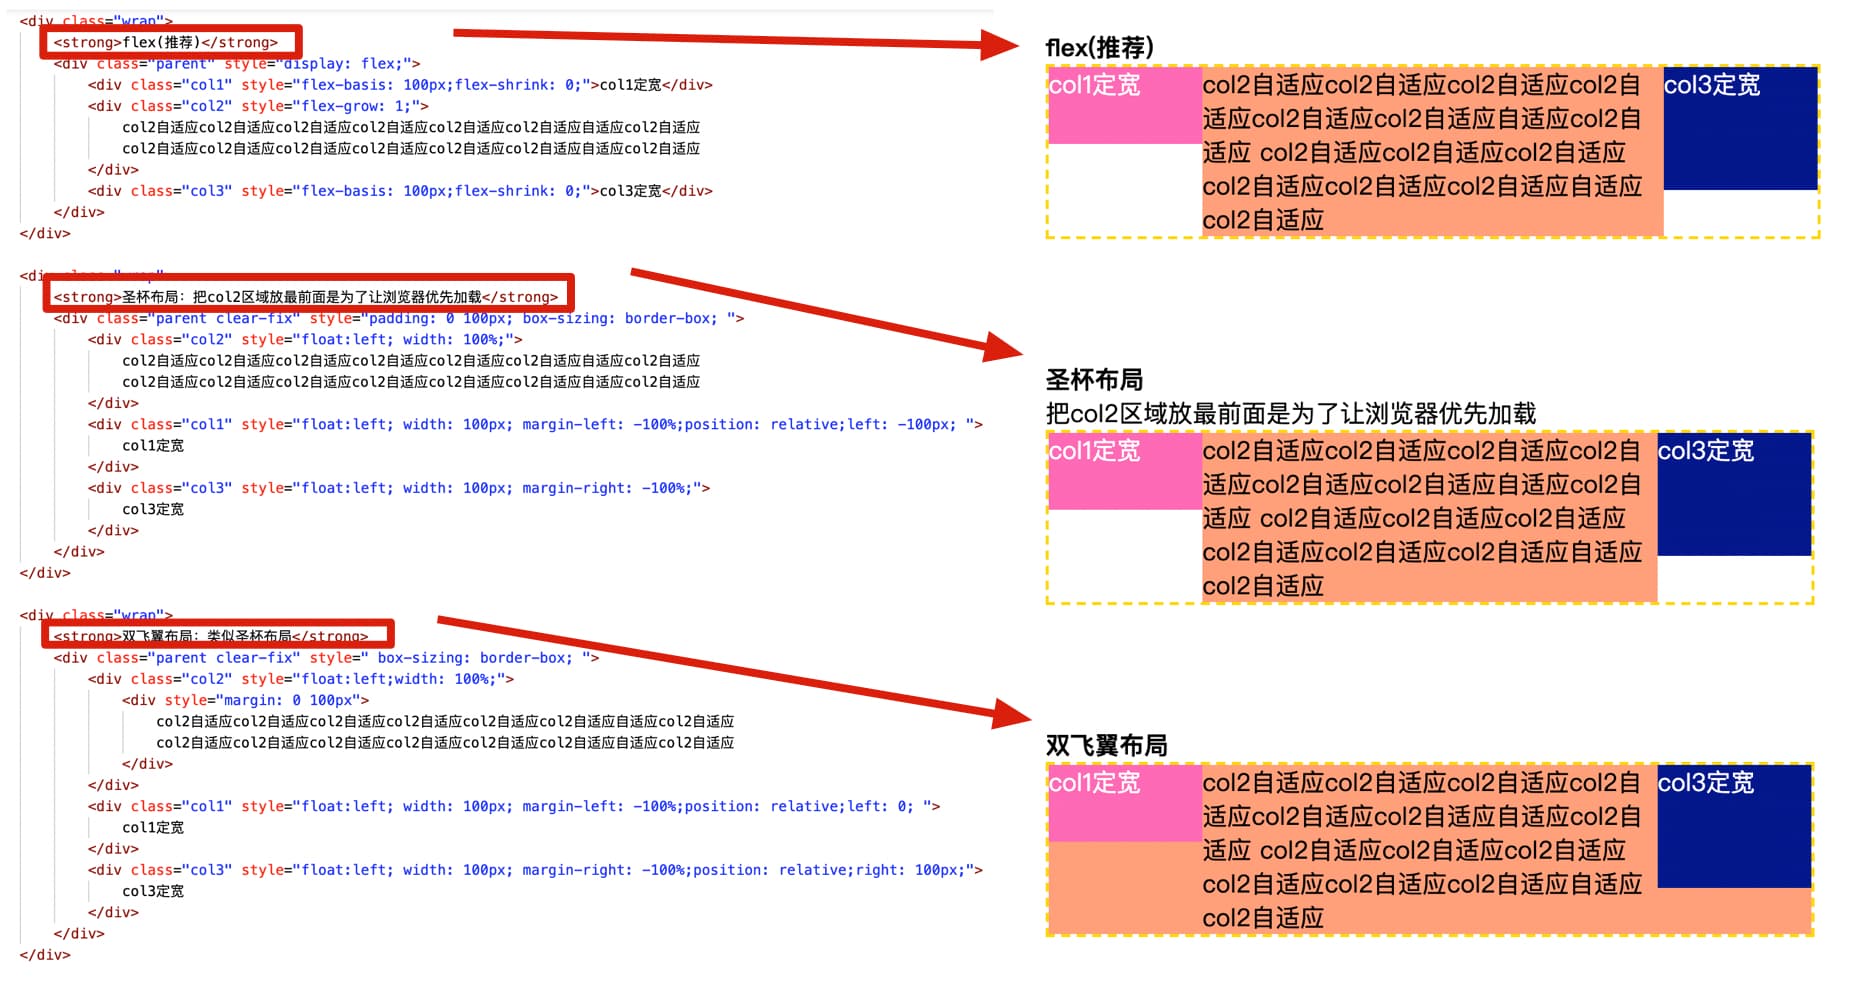 <div class="wrap">
<strong>flex(推荐)</strong>
<div class="parent" style="display: flex;">
<div class="col1" style="flex-basis: 100px;flex-shrink: 0;">col1定宽</div>
<div class="col2" style="flex-grow: 1;">
col2自适应col2自适应col2自适应col2自适应col2自适应col2自适应自适应col2自适应
col2自适应col2自适应col2自适应col2自适应col2自适应col2自适应自适应col2自适应
</div>
<div class="col3" style="flex-basis: 100px;flex-shrink: 0;">col3定宽</div>
</div>
</div>
<div class="wrap"
<strong>圣杯布局：把col2区域放最前面是为了让浏览器优先加载</strong>
<div class="parent clear-fix" style="padding: 0 100px; box-sizing: border-box; ">
<div class="col2" style="float:left; width: 100%;">
col2自适应col2自适应col2自适应col2自适应col2自适应col2自适应自适应col2自适应
col2自适应col2自适应col2自适应col2自适应col2自适应col2自适应自适应col2自适应
</div>
<div class="col1" style="float:left; width: 100px; margin-left: -100%;position: relative;left: -100px; ">
col1定宽
</div>
<div class="col3" style="float:left; width: 100px; margin-right: -100%;">
col3定宽
</div>
</div>
</div>
<div class="wrap">
<strong>双飞翼布局：类似圣杯布局</strong>
<div class="parent clear-fix" style=" box-sizing: border-box; ">
<div class="col2" style="float:left;width: 100%;">
<div style="margin: 0 100px">
col2自适应col2自适应col2自适应col2自适应col2自适应col2自适应自适应col2自适应
col2自适应col2自适应col2自适应col2自适应col2自适应col2自适应自适应col2自适应
</div>
</div>
<div class="col1" style="float:left; width: 100px; margin-left: -100%;position: relative;left: 0; ">
col1定宽
</div>
<div class="col3" style="float:left; width: 100px; margin-right: -100%;position: relative;right: 100px;">
col3定宽
</div>
</div>
</div>
flex(推荐)
col1定宽
col2自适应col2自适应col2自适应col2自
适应col2自适应col2自适应自适应col2自
适应 col2自适应col2自适应col2自适应
col2自适应col2自适应col2自适应自适应
col2自适应
col3定宽
圣杯布局
把col2区域放最前面是为了让浏览器优先加载
col1定宽
col2自适应col2自适应col2自适应col2自
适应col2自适应col2自适应自适应col2自
适应 col2自适应col2自适应col2自适应
col2自适应col2自适应col2自适应自适应
col2自适应
col3定宽
双飞翼布局
col1定宽
col2自适应col2自适应col2自适应col2自
适应col2自适应col2自适应自适应col2自
适应 col2自适应col2自适应col2自适应
col2自适应col2自适应col2自适应自适应
col2自适应
col3定宽